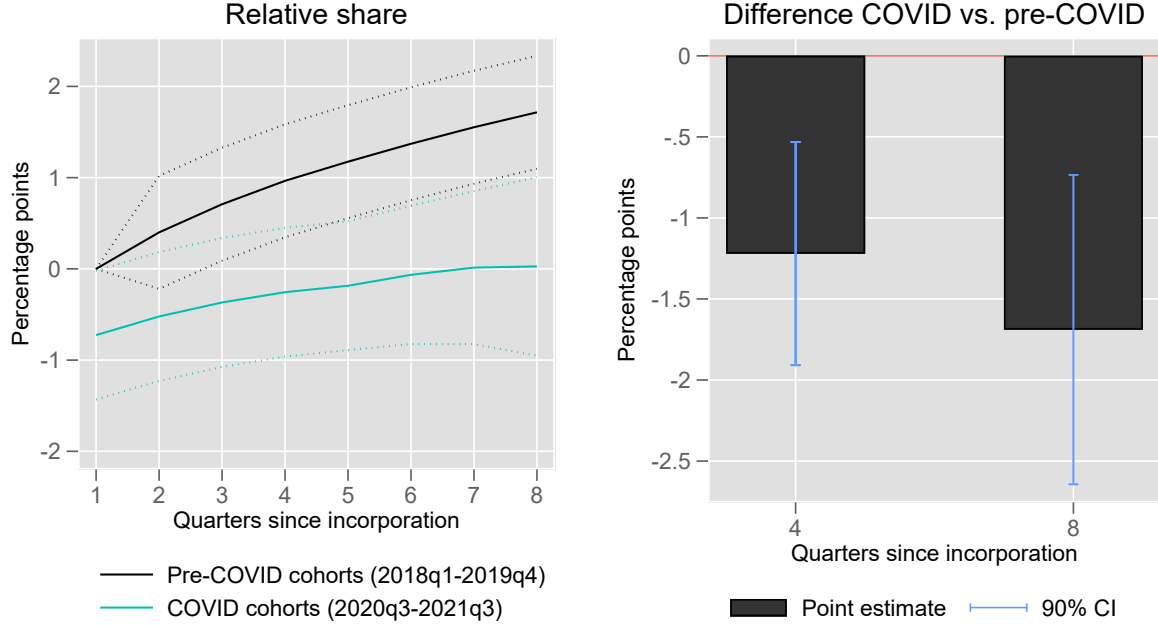 Relative share
Percentage points
2
1
0
-1
-2
1 2 3 4 5 6 7 8
Quarters since incorporation
Pre-COVID cohorts (2018q1-2019q4)
COVID cohorts (2020q3-2021q3)
Difference COVID vs. pre-COVID
Percentage points
0
-.5
-1
-1.5
-2
-2.5
4 8
Quarters since incorporation
Point estimate 90% CI